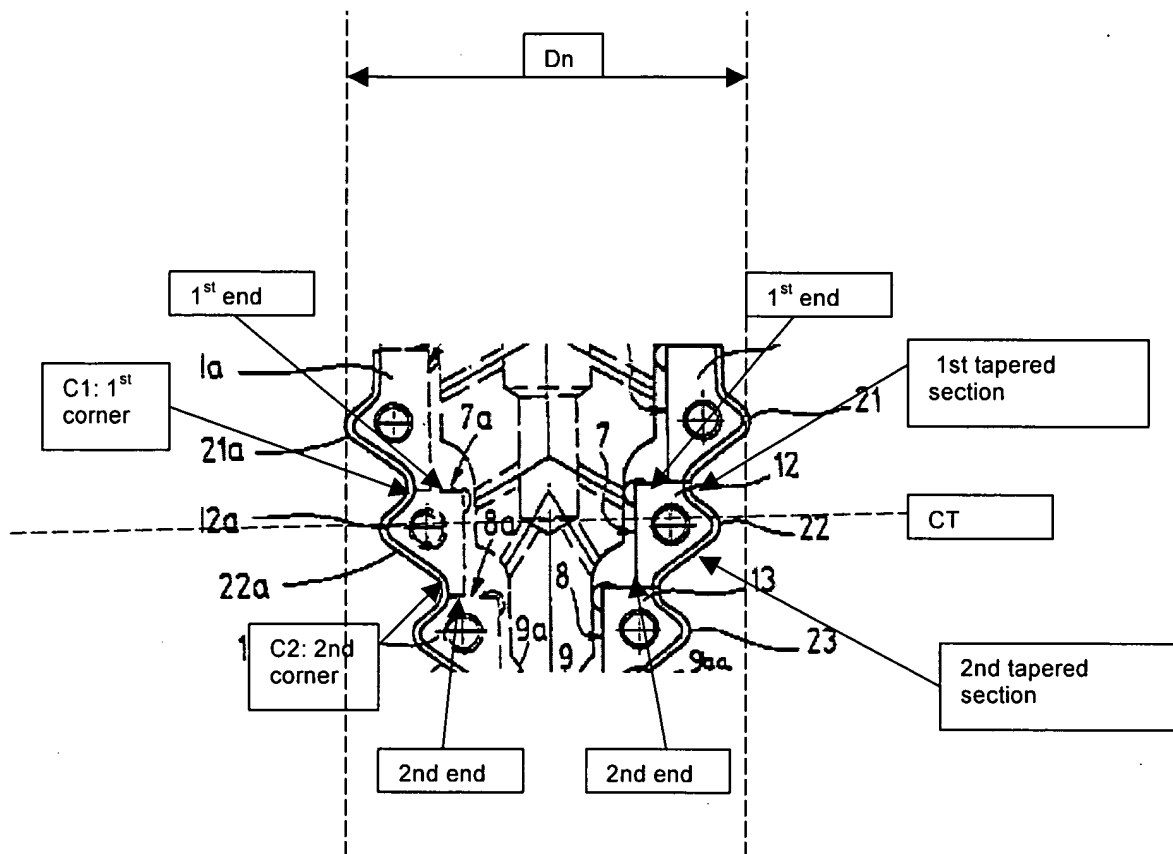 Dn
1st end
1st end
1a
C1: 1st
corner
1st tapered
section
21
7a
21a
7
12
12a
8a
CT
22
22a
8
13
1
C2: 2nd
corner
9a
9
23
9aa
2nd tapered
section
2nd end
2nd end